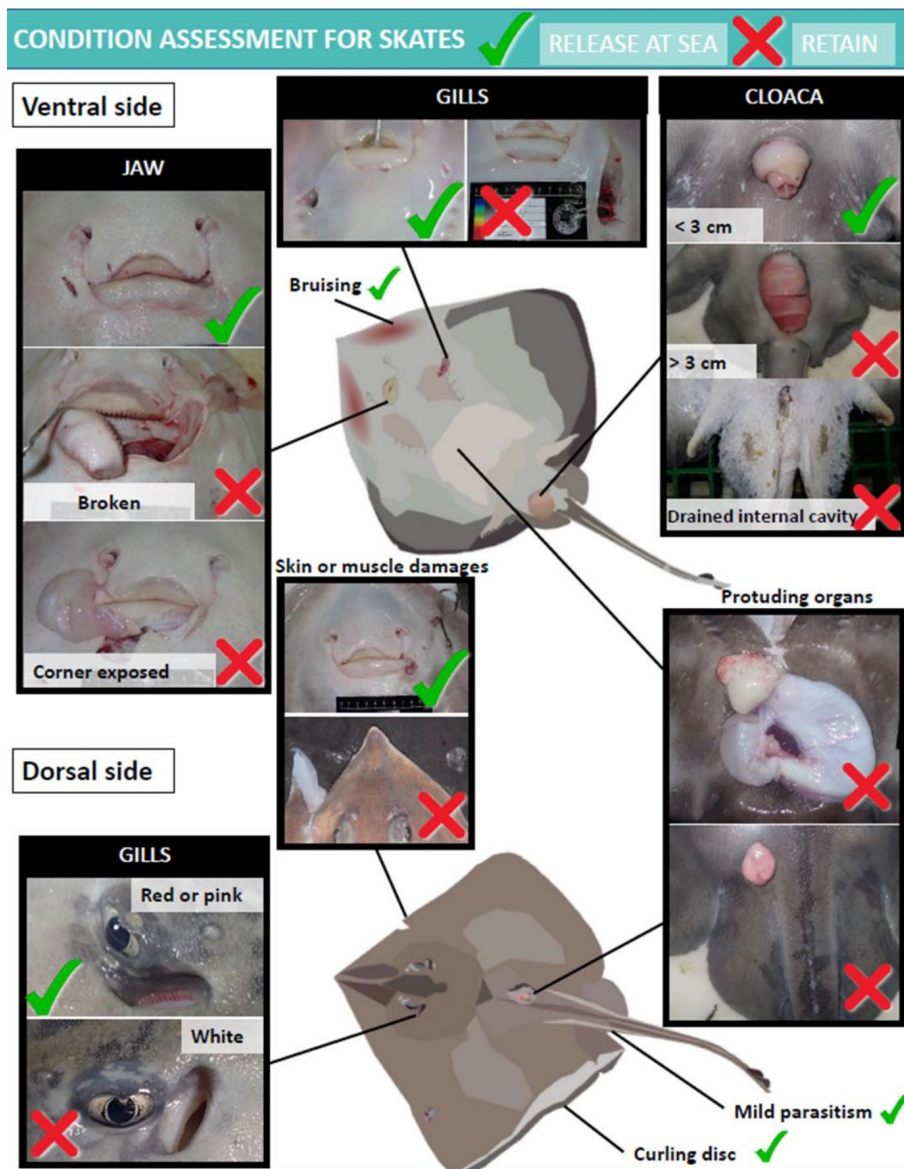 CONDITION ASSESSMENT FOR SKATES RELEASE AT SEA RETAIN
Ventral side
GILLS
CLOACA
JAW
< 3 cm
Bruising
> 3 cm
Broken
Drained internal cavity
Skin or muscle damages
Protuding organs
Corner exposed
Dorsal side
GILLS
Red or pink
White
Mild parasitism
Curling disc